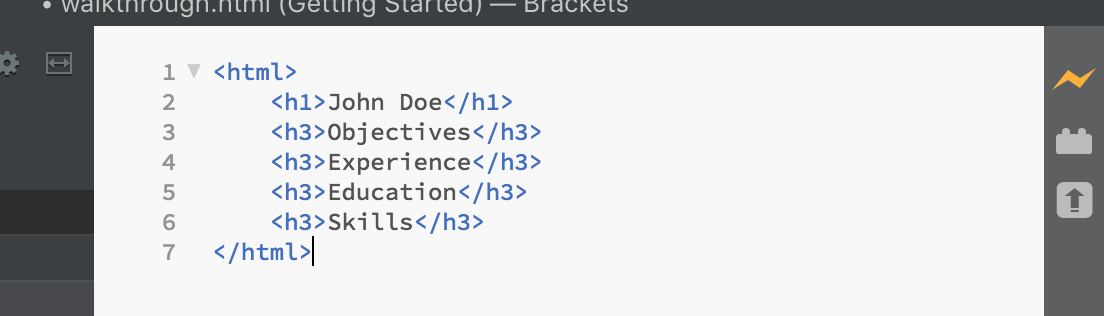 • walkthrough.html (Getting Started) — Brackets
1 <html>
2     <h1>John Doe</h1>
3     <h3>Objectives</h3>
4     <h3>Experience</h3>
5     <h3>Education</h3>
6     <h3>Skills</h3>
7 </html>